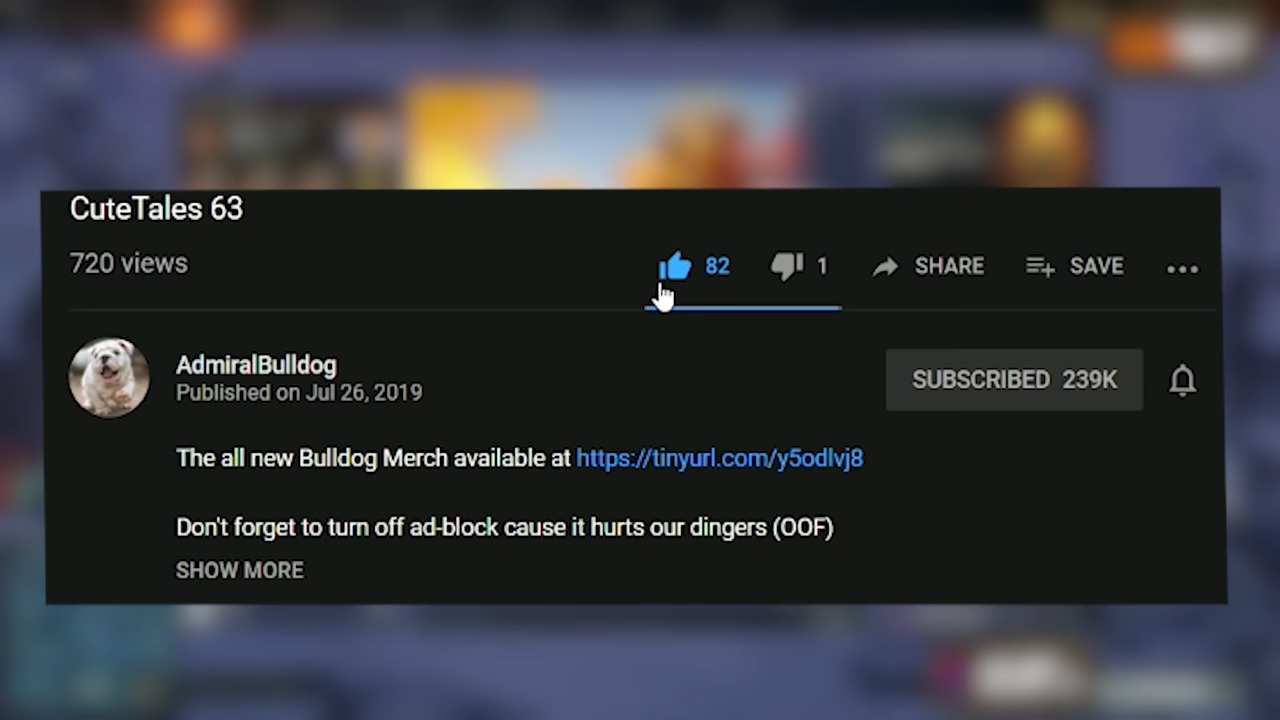 CuteTales 63
720 views
82
1
SHARE
SAVE
AdmiralBulldog
Published on Jul 26, 2019
SUBSCRIBED 239K
The all new Bulldog Merch available at https://tinyurl.com/y5odlvj8
Don't forget to turn off ad-block cause it hurts our dingers (OOF)
SHOW MORE